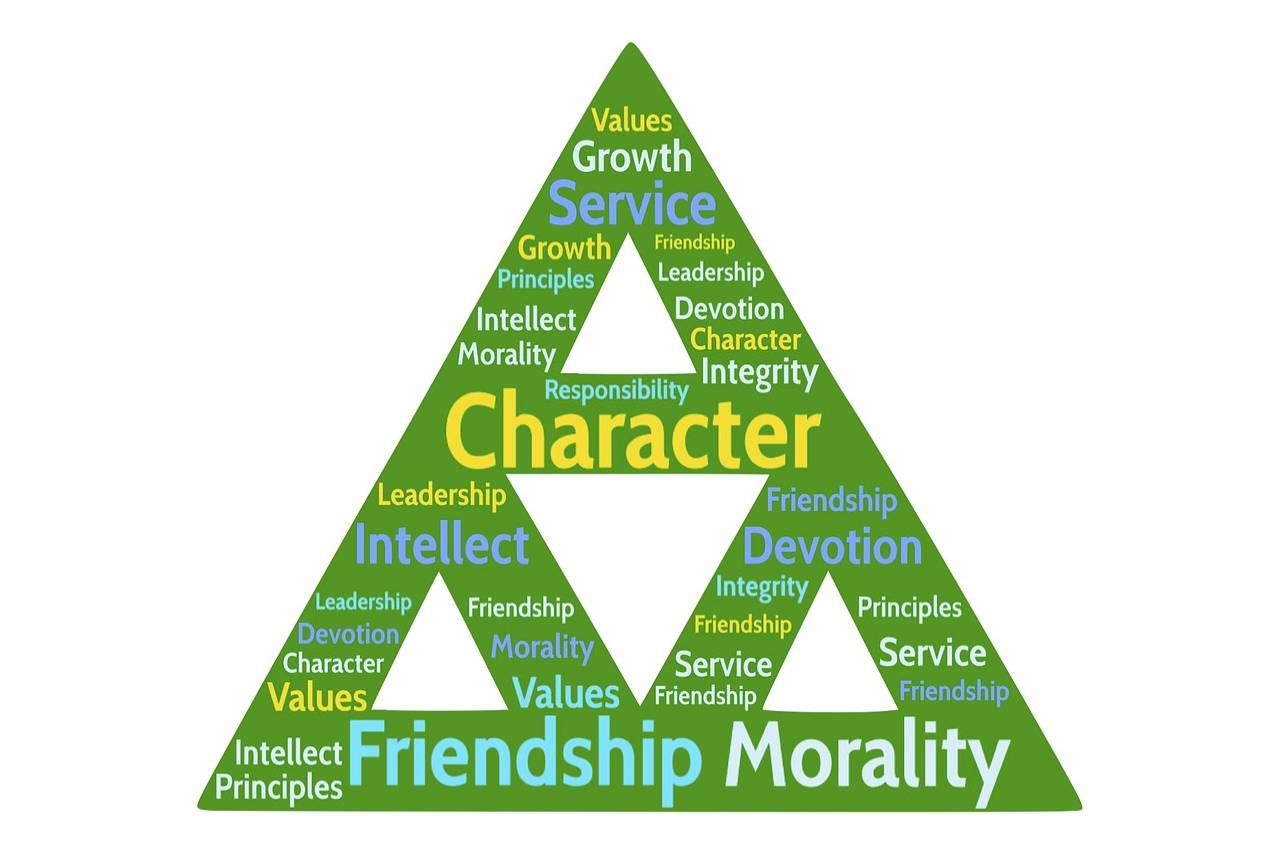 Values
Growth
Service
Growth
Friendship
Principles
Leadership
Intellect
Devotion
Morality
Character
Integrity
Responsibility
Character
Leadership
Friendship
Intellect
Devotion
Leadership
Friendship
Integrity
Principles
Devotion
Morality
Friendship
Service
Character
Values
Values
Service
Friendship
Friendship
Intellect
Principles
Friendship Morality